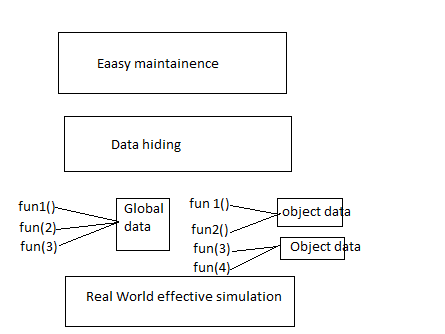 Eaasy maintainence
Data hiding
fun1()
fun(2)
fun(3)
Global
data
fun 1()
fun2()
fun(3)
fun(4)
object data
Object data
Real World effective simulation